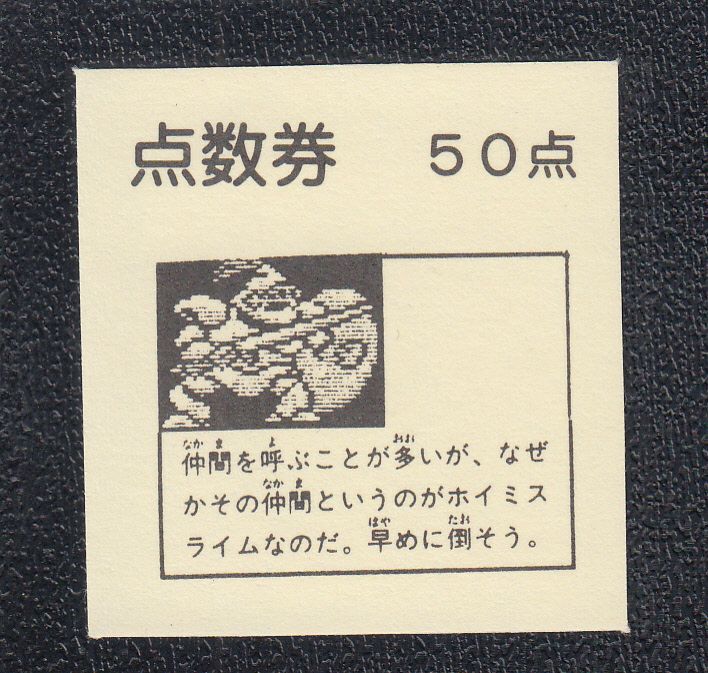 点数券 50点
仲間を呼ぶことが多いが、なぜ
かその仲間というのがホイミス
ライムなのだ。早めに倒そう。